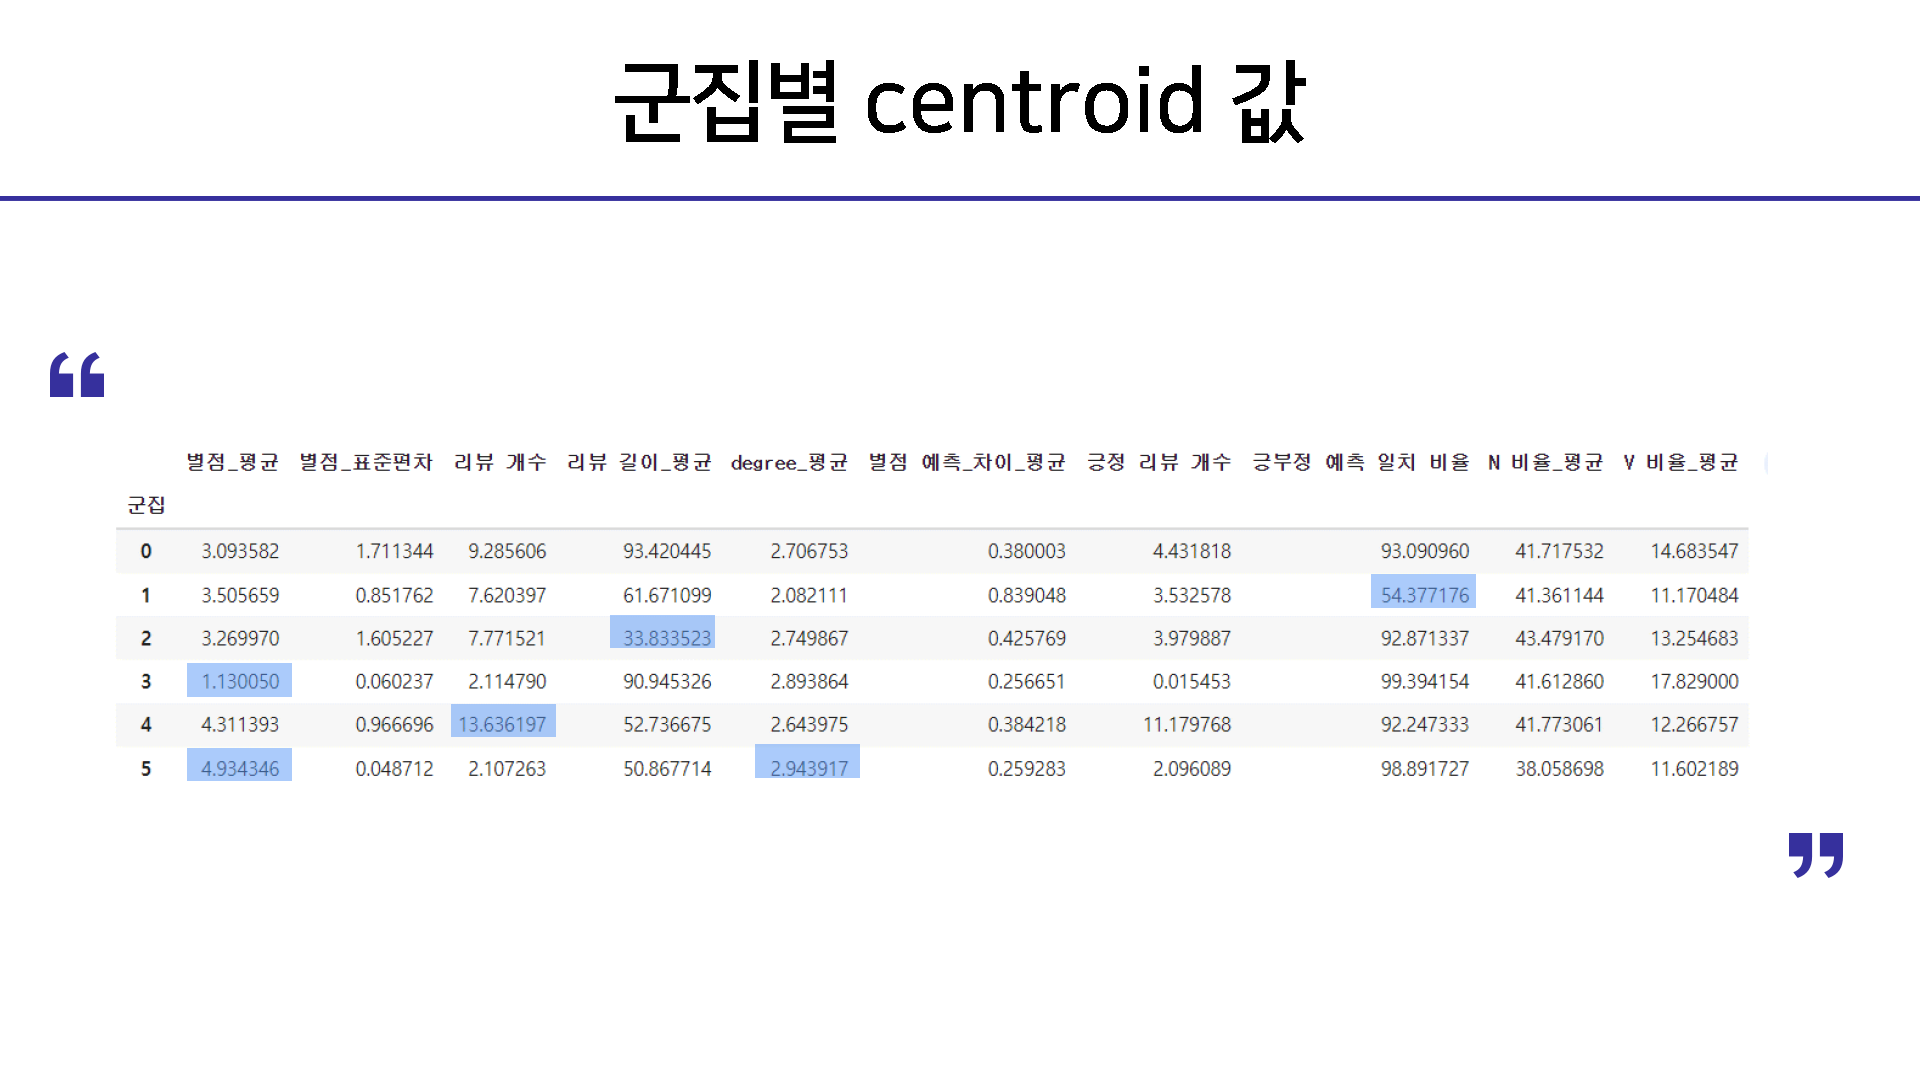 군집별 centroid 값
“
별점_평균 별점_표준편차 리뷰 개수 리뷰 길이_평균 degree_평균 별점 예측_차이_평균 긍정 리뷰 개수 긍부정 예측 일치 비율 N 비율_평균 V 비율_평균
군집
0 3.093582 1.711344 9.285606 93.420445 2.706753 0.380003 4.431818 93.090960 41.717532 14.683547
1 3.505659 0.851762 7.620397 61.671099 2.082111 0.839048 3.532578 54.377176 41.361144 11.170484
2 3.269970 1.605227 7.771521 33.833523 2.749867 0.425769 3.979887 92.871337 43.479170 13.254683
3 1.130050 0.060237 2.114790 90.945326 2.893864 0.256651 0.015453 99.394154 41.612860 17.829000
4 4.311393 0.966696 13.636197 52.736675 2.643975 0.384218 11.179768 92.247333 41.773061 12.266757
5 4.934346 0.048712 2.107263 50.867714 2.943917 0.259283 2.096089 98.891727 38.058698 11.602189
”